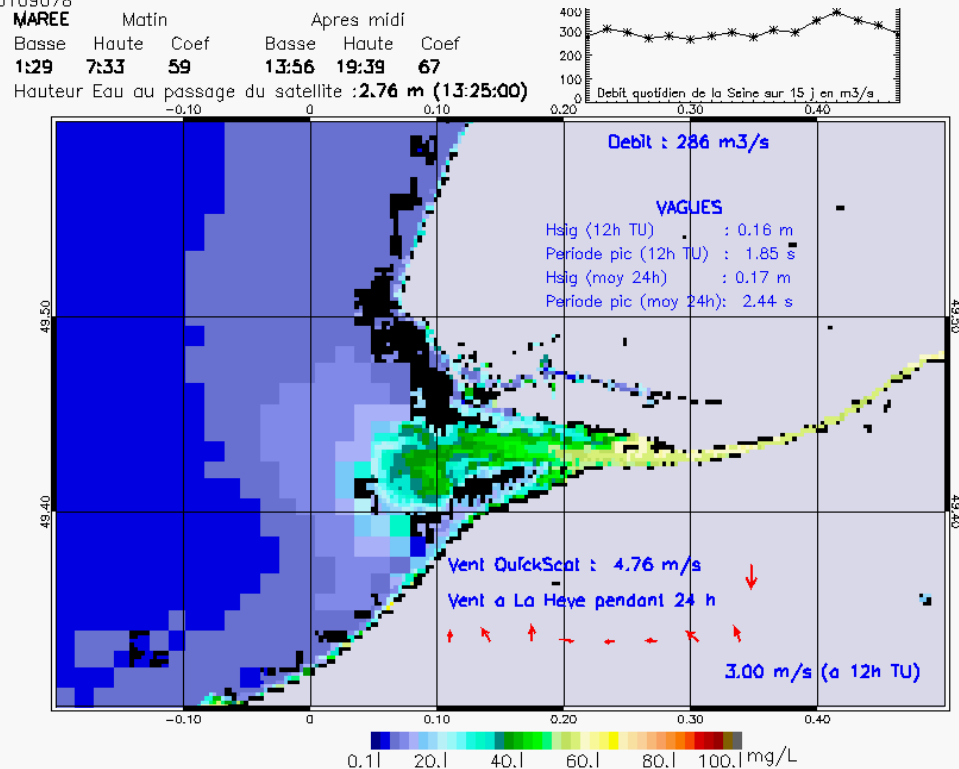 MAREE Matin Apres midi
Basse Haute Coef Basse Haute Coef
1:29 7:33 59 13:56 19:39 67
Hauteur Eau au passage du satellite :2.76 m (13:25:00)
400
300
200
100
0
Debit quotidien de la Seine sur 15 j en m3/s
-0.10 0 0.10 0.20 0.30 0.40
Debit : 286 m3/s
VAGUES
Hsig (12h TU) : 0.16 m
Periode pic (12h TU) : 1.85 s
Hsig (moy 24h) : 0.17 m
Periode pic (moy 24h): 2.44 s
49.50 49.50
49.40 49.40
Vent QuickScat : 4.76 m/s
Vent a La Heve pendant 24 h
3.00 m/s (a 12h TU)
-0.10 0 0.10 0.20 0.30 0.40
0.1| 20.| 40.| 60.| 80.| 100.| mg/L